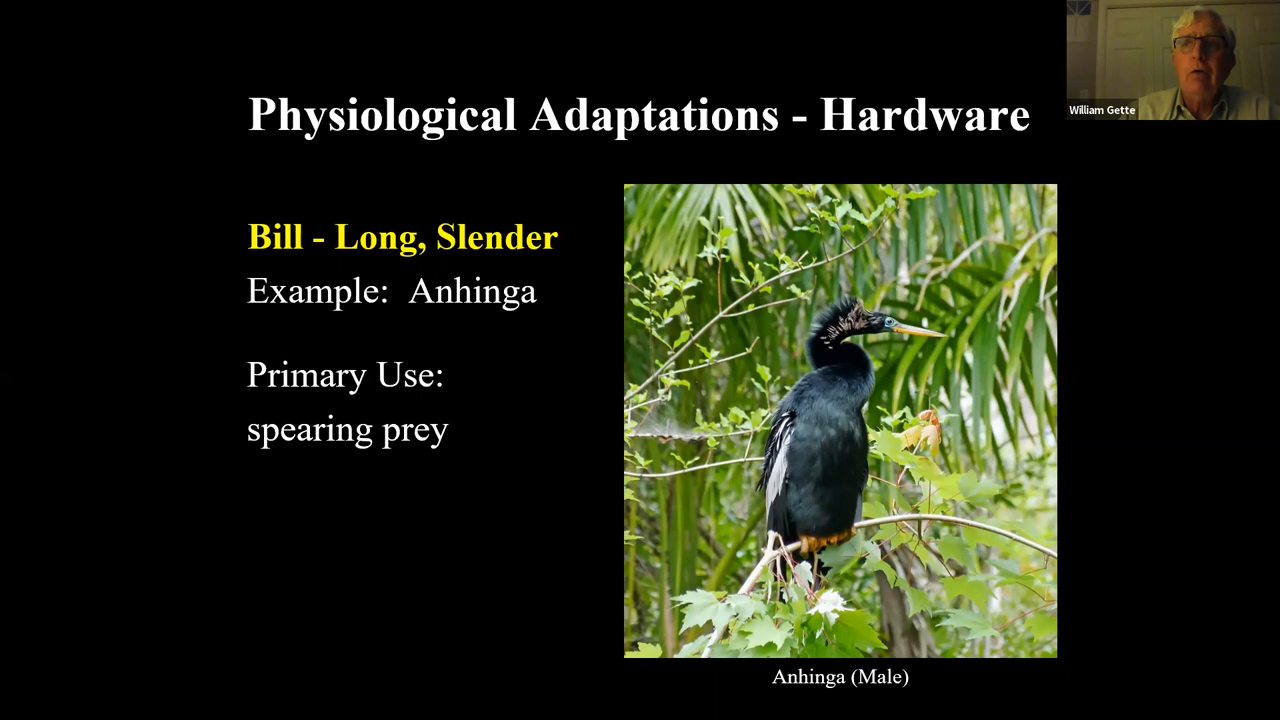 William Gette
Physiological Adaptations - Hardware
Bill - Long, Slender
Example: Anhinga
Primary Use:
spearing prey
Anhinga (Male)